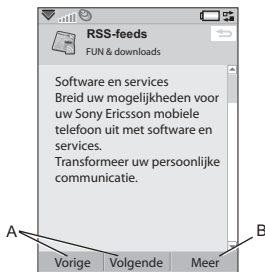 RSS-feeds
FUN & downloads
Software en services
Breid uw mogelijkheden voor
uw Sony Ericsson mobiele
telefoon uit met software en
services.
Transformeer uw persoonlijke
communicatie.
A
B
Vorige Volgende Meer